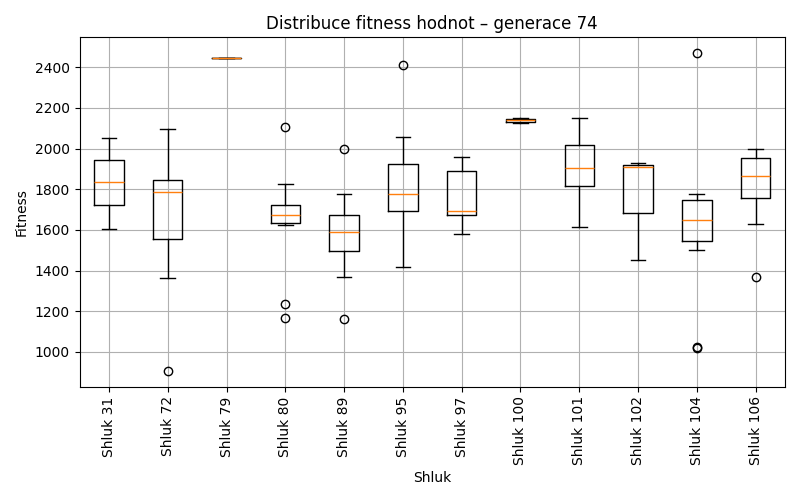 Distribuce fitness hodnot – generace 74
Fitness
2400
2200
2000
1800
1600
1400
1200
1000
Shluk 31
Shluk 72
Shluk 79
Shluk 80
Shluk 89
Shluk 95
Shluk 97
Shluk 100
Shluk 101
Shluk 102
Shluk 104
Shluk 106
Shluk